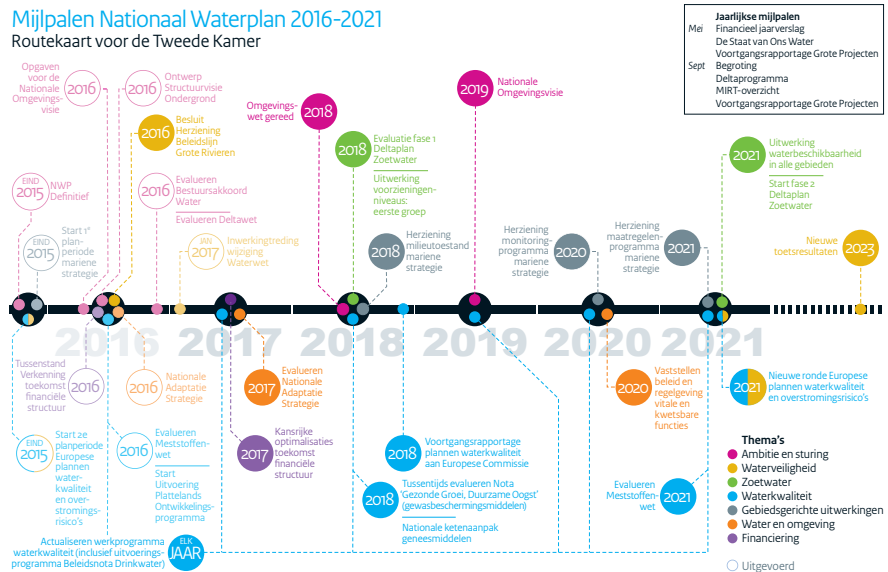 Mijlpalen Nationaal Waterplan 2016-2021
Routekaart voor de Tweede Kamer
Jaarlijkse mijlpalen
Mei Financieel jaarverslag
De Staat van Ons Water
Voortgangsrapportage Grote Projecten
Sept Begroting
Deltaprogramma
MIRT-overzicht
Voortgangsrapportage Grote Projecten
Opgaven
voor de
Nationale
Omgevings-
visie
2016
2016
Ontwerp
Structuurvisie
Ondergrond
2016
Besluit
Herziening
Beleidslijn
Grote Rivieren
Omgevings-
wet gereed
2018
2019
Nationale
Omgevingsvisie
2018
Evaluatie fase 1
Deltaplan
Zoetwater
Uitwerking
voorzieningen-
niveaus:
eerste groep
2021
Uitwerking
waterbeschikbaarheid
in alle gebieden
Start fase 2
Deltaplan
Zoetwater
EIND
2015
NWP
Definitief
2016
Evalueren
Bestuursakkoord
Water
Evalueren Deltawet
EIND
2015
Start 1e
plan-
periode
mariene
strategie
JAN
2017
Inwerkingtreding
wijziging
Waterwet
2018
Herziening
milieutoestand
mariene
strategie
Herziening
monitoring-
programma
mariene
strategie
2020
Herziening
maatregelen-
programma
mariene
strategie
2021
Nieuwe
toetsresultaten
2023
2016
2017
2018
2019
2020
2021
Tussenstand
Verkenning
toekomst
financiële
structuur
2016
2016
Nationale
Adaptatie
Strategie
2017
Evalueren
Nationale
Adaptatie
Strategie
2020
Vaststellen
beleid en
regelgeving
vitale en
kwetsbare
functies
2021
Nieuwe ronde Europese
plannen waterkwaliteit
en overstromingsrisico's
EIND
2015
Start 2e
planperiode
Europese
plannen
water-
kwaliteit
en over-
stromings-
risico's
2016
Evalueren
Meststoffen-
wet
Start
Uitvoering
Plattelands
Ontwikkelings-
programma
2017
Kansrijke
optimalisaties
toekomst
financiële
structuur
2018
Voortgangsrapportage
plannen waterkwaliteit
aan Europese Commissie
2018
Tussentijds evalueren Nota
'Gezonde Groei, Duurzame Oogst'
(gewasbeschermingsmiddelen)
Nationale ketenaanpak
geneesmiddelen
Evalueren
Meststoffen-
wet
2021
Actualiseren werkprogramma
waterkwaliteit (inclusief uitvoerings-
programma Beleidsnota Drinkwater)
ELK
JAAR
Thema's
Ambitie en sturing
Waterveiligheid
Zoetwater
Waterkwaliteit
Gebiedsgerichte uitwerkingen
Water en omgeving
Financiering
Uitgevoerd